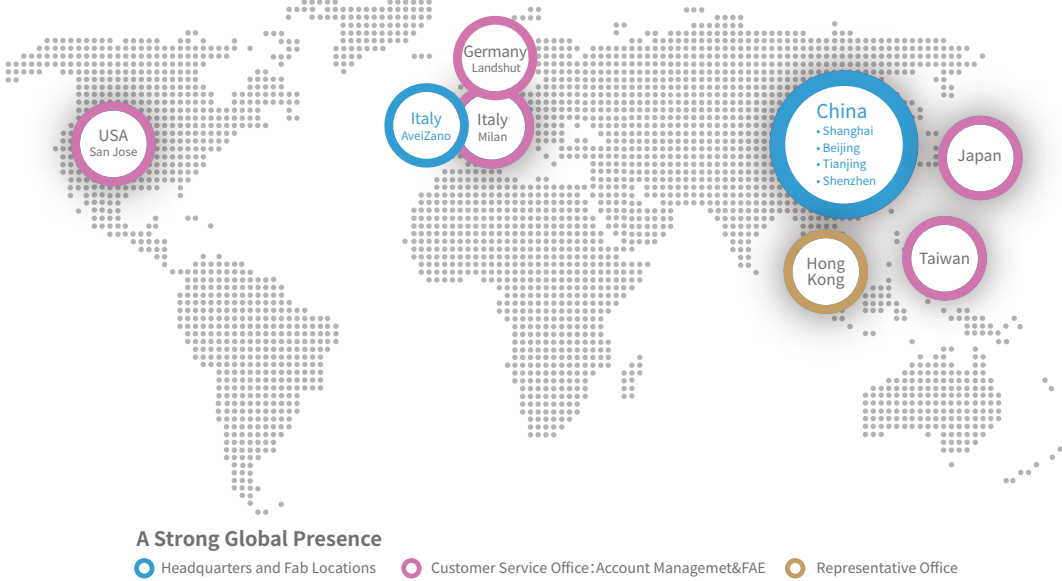 Germany
Landshut
Italy
AveiZano
Italy
Milan
USA
San Jose
China
• Shanghai
• Beijing
• Tianjing
• Shenzhen
Japan
Hong
Kong
Taiwan
A Strong Global Presence
Headquarters and Fab Locations
Customer Service Office：Account Managemet&FAE
Representative Office